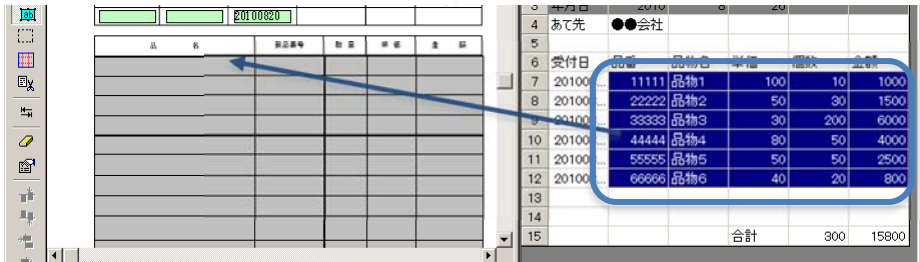 ab
20100820
品 名 製品番号 数 量 単 価 金 額
3 年月日 2010 8 26
4 あて先 ●●会社
5
6 受付日 品番 品物名 単価 個数 金額
7 20100... 11111 品物1 100 10 1000
8 20100... 22222 品物2 50 30 1500
9 20100... 33333 品物3 30 200 6000
10 20100... 44444 品物4 80 50 4000
11 20100... 55555 品物5 50 50 2500
12 20100... 66666 品物6 40 20 800
13
14
15 合計 300 15800